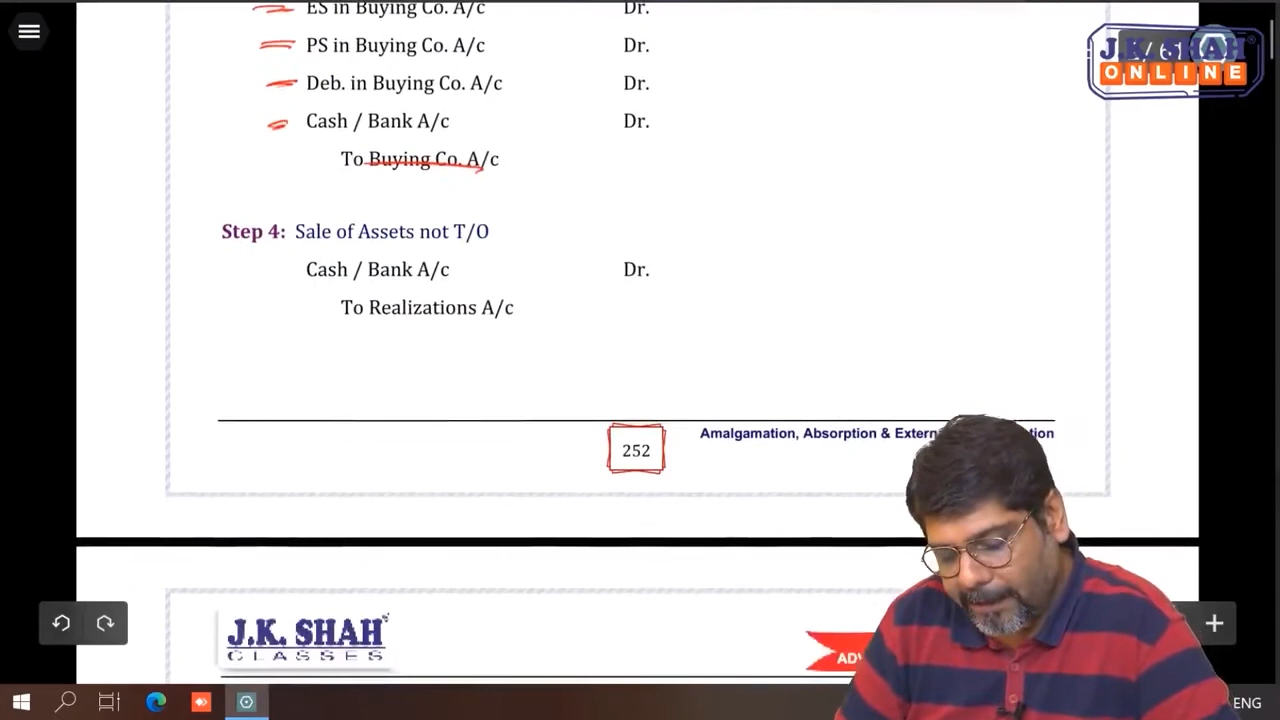 ES in Buying Co. A/c Dr.
PS in Buying Co. A/c Dr.
Deb. in Buying Co. A/c Dr.
Cash / Bank A/c Dr.
To Buying Co. A/c
Step 4: Sale of Assets not T/O
Cash / Bank A/c Dr.
To Realizations A/c
252
Amalgamation, Absorption &
J.K. SHAH®
ONLINE
J.K. SHAH
CLASSES
ENG